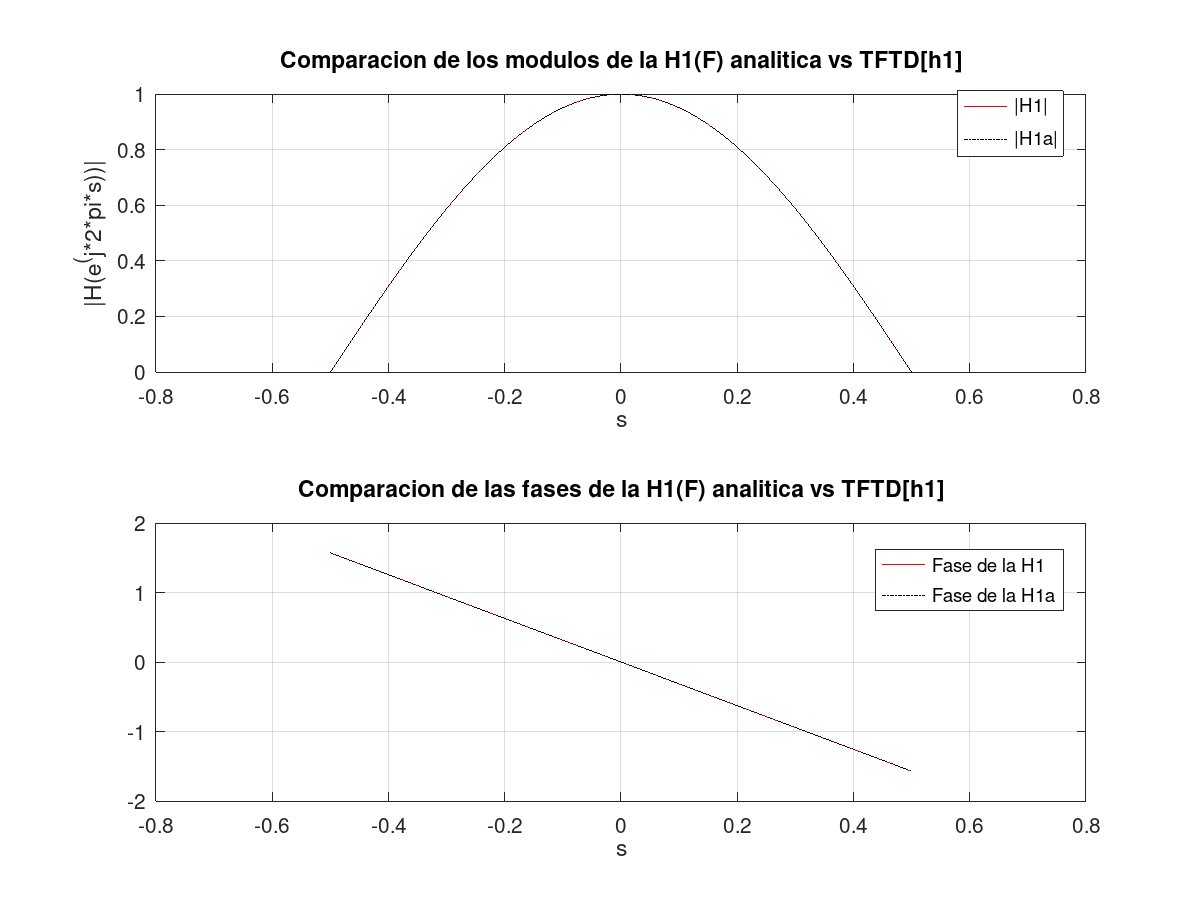 Comparacion de los modulos de la H1(F) analitica vs TFTD[h1]
|H(e(j*2*pi*s))|
1
0.8
0.6
0.4
0.2
0
|H1|
|H1a|
-0.8 -0.6 -0.4 -0.2 0 0.2 0.4 0.6 0.8
s
Comparacion de las fases de la H1(F) analitica vs TFTD[h1]
2
1
0
-1
-2
Fase de la H1
Fase de la H1a
-0.8 -0.6 -0.4 -0.2 0 0.2 0.4 0.6 0.8
s